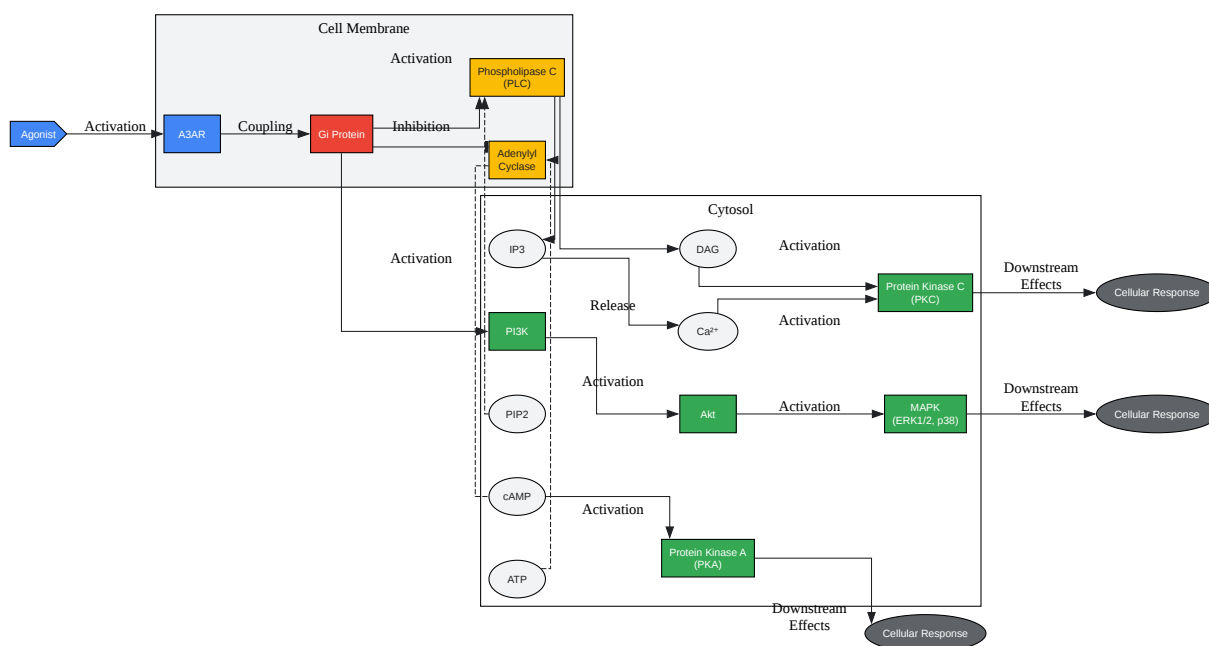 Cell Membrane
Activation
Phospholipase C
(PLC)
Agonist
Activation
A3AR
Coupling
Gi Protein
Inhibition
Adenylyl
Cyclase
Cytosol
IP3
DAG
Activation
Activation
Protein Kinase C
(PKC)
Downstream
Effects
Cellular Response
Release
PI3K
Ca²⁺
Activation
Activation
PIP2
Akt
Activation
MAPK
(ERK1/2, p38)
Downstream
Effects
Cellular Response
cAMP
Activation
Protein Kinase A
(PKA)
ATP
Downstream
Effects
Cellular Response